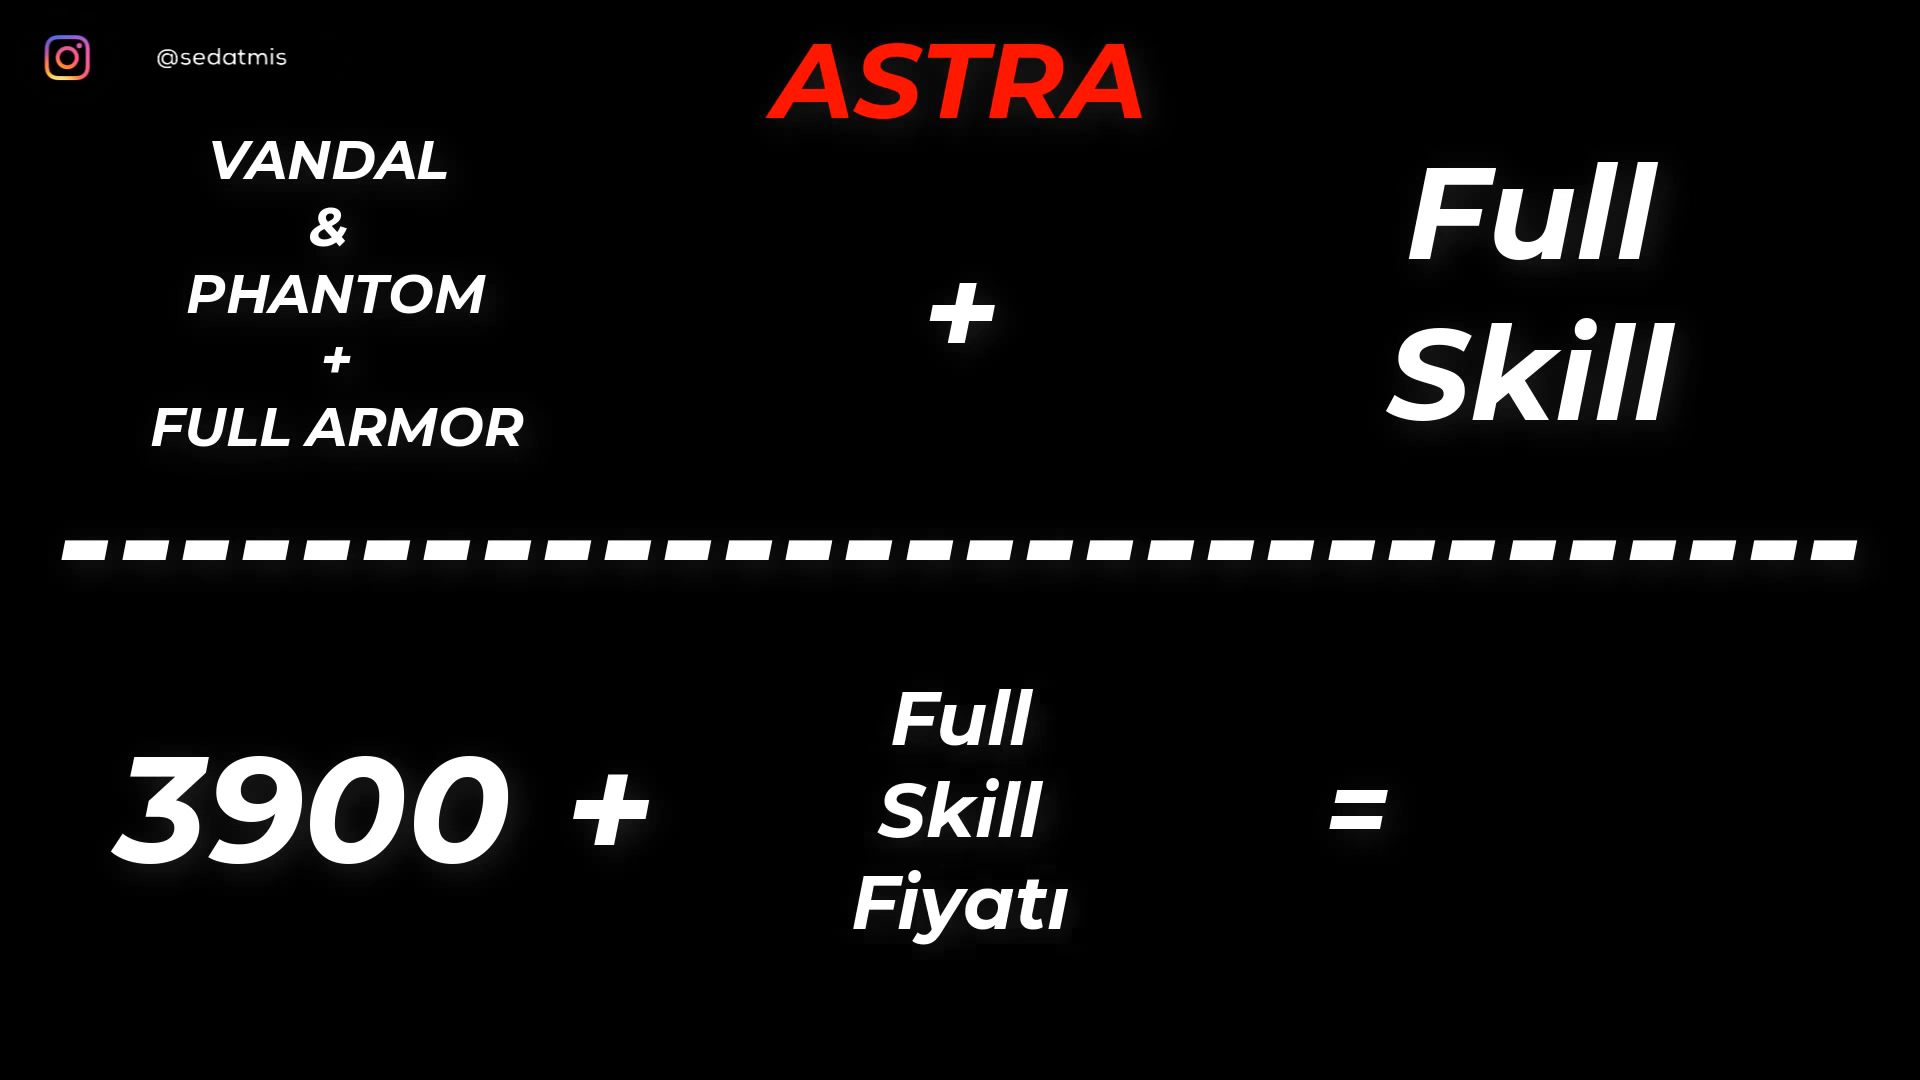 @sedatmis
ASTRA
VANDAL
&
PHANTOM
+
FULL ARMOR
+
Full
Skill
------------------------------
3900 +
Full
Skill
Fiyatı
=